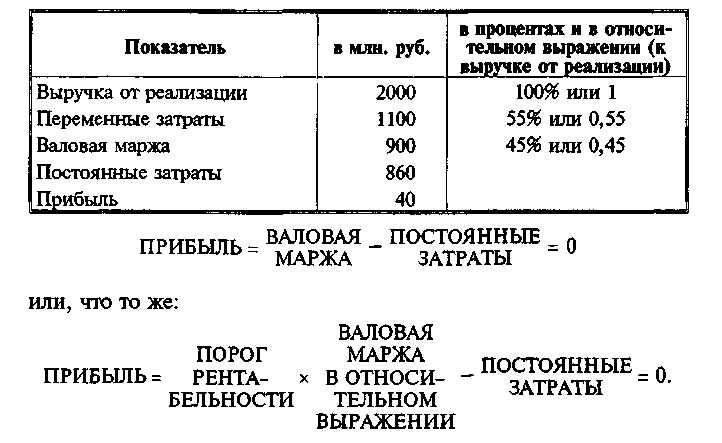 Показатель | в млн. руб. | в процентах и в относительном выражении (к выручке от реализации)
Выручка от реализации | 2000 | 100% или 1
Переменные затраты | 1100 | 55% или 0,55
Валовая маржа | 900 | 45% или 0,45
Постоянные затраты | 860
Прибыль | 40
ПРИБЫЛЬ = ВАЛОВАЯ МАРЖА – ПОСТОЯННЫЕ ЗАТРАТЫ = 0
или, что то же:
ПРИБЫЛЬ = ПОРОГ РЕНТА-БЕЛЬНОСТИ × ВАЛОВАЯ МАРЖА В ОТНОСИ-ТЕЛЬНОМ ВЫРАЖЕНИИ – ПОСТОЯННЫЕ ЗАТРАТЫ = 0.